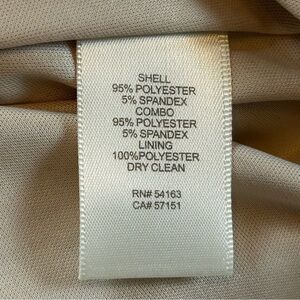 SHELL
95% POLYESTER
5% SPANDEX
COMBO
95% POLYESTER
5% SPANDEX
LINING
100%POLYESTER
DRY CLEAN
RN# 54163
CA# 57151